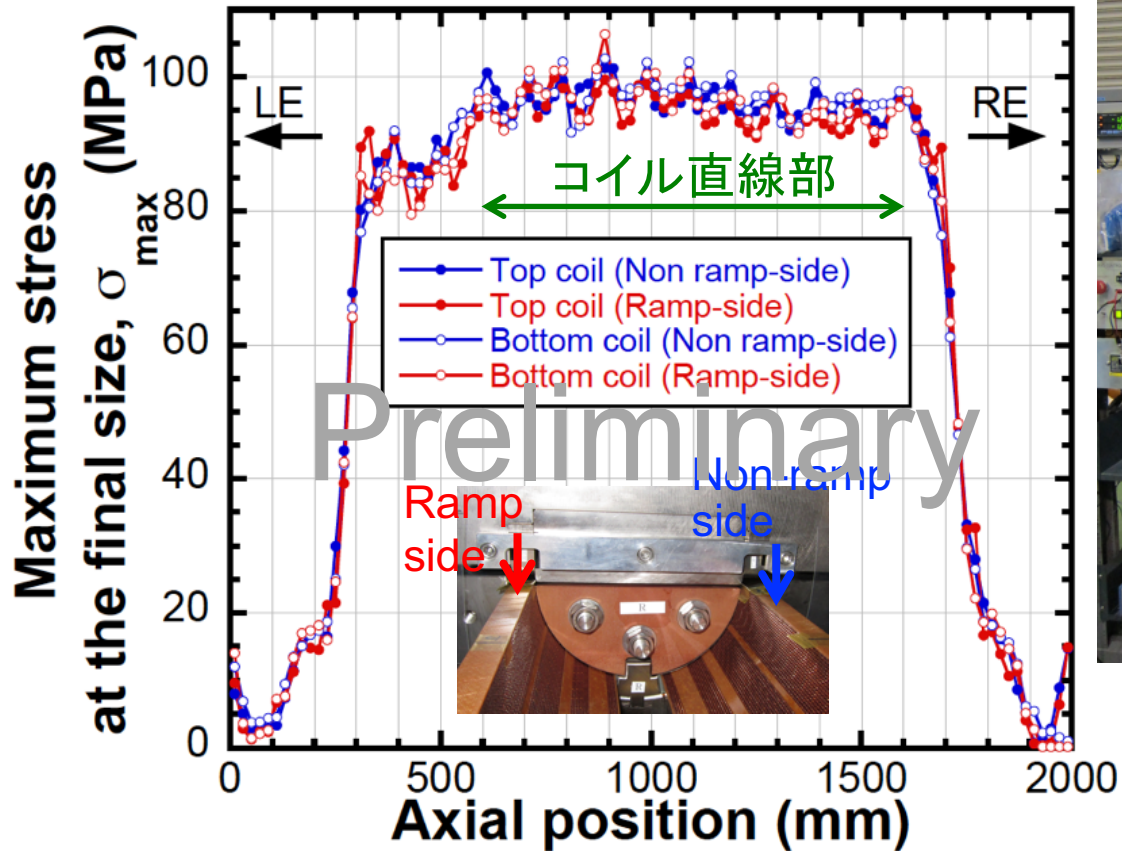 Maximum stress
at the final size, σmax (MPa)
100
80
60
40
20
0
LE
RE
コイル直線部
Top coil (Non ramp-side)
Top coil (Ramp-side)
Bottom coil (Non ramp-side)
Bottom coil (Ramp-side)
Preliminary
Ramp
side
Non-ramp
side
R
R
0
500
1000
1500
2000
Axial position (mm)